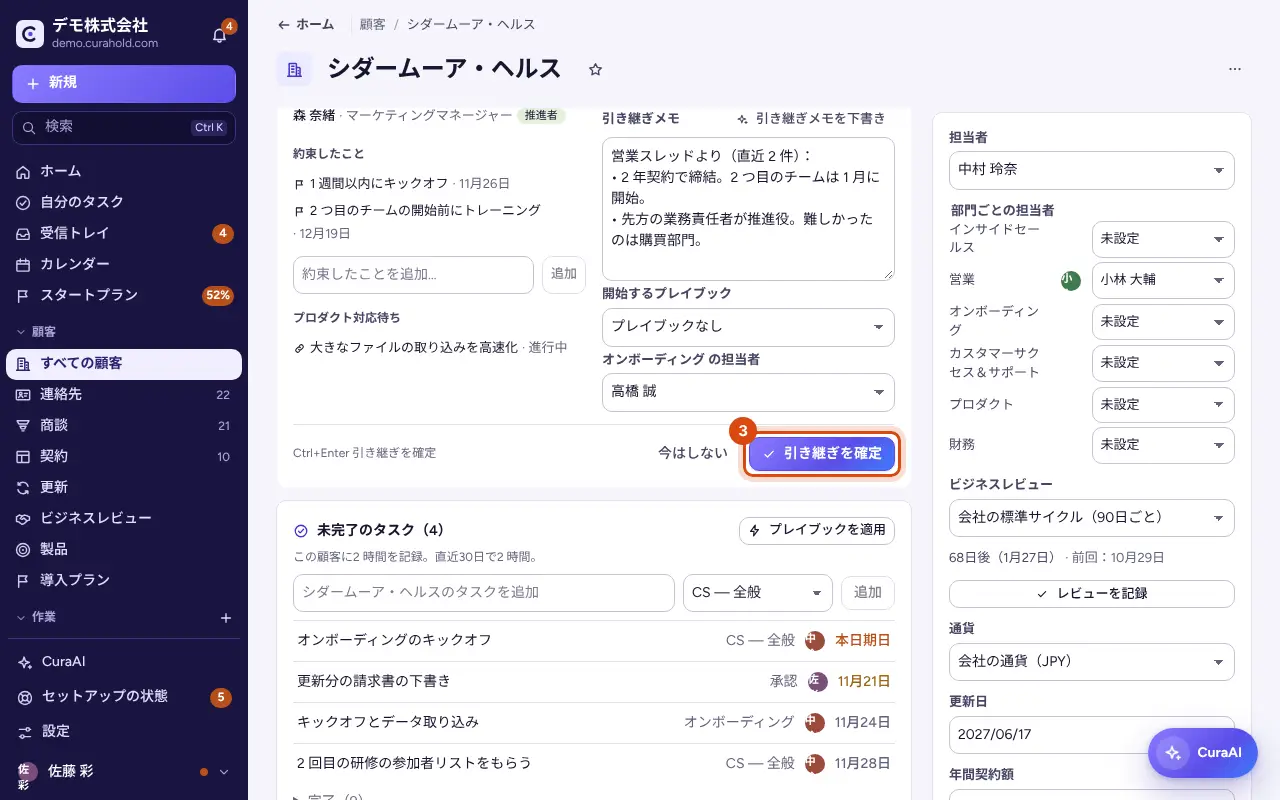 デモ株式会社
demo.curahold.com
4
+ 新規
検索
Ctrl K
ホーム
自分のタスク
受信トレイ 4
カレンダー
スタートプラン 52%
顧客
すべての顧客
連絡先 22
商談 21
契約 10
更新
ビジネスレビュー
製品
導入プラン
作業 +
CuraAI
セットアップの状態 5
設定
佐彩 佐藤 彩
← ホーム 顧客 / シダームーア・ヘルス
シダームーア・ヘルス
...
森 奈緒 · マーケティングマネージャー 推進者
約束したこと
1 週間以内にキックオフ · 11月26日
2 つ目のチームの開始前にトレーニング
· 12月19日
約束したことを追加... 追加
プロダクト対応待ち
大きなファイルの取り込みを高速化 · 進行中
引き継ぎメモ 引き継ぎメモを下書き
営業スレッドより（直近 2 件）：
• 2 年契約で締結。2 つ目のチームは 1 月に
開始。
• 先方の業務責任者が推進役。難しかった
のは購買部門。
開始するプレイブック
プレイブックなし
オンボーディング の担当者
高橋 誠
Ctrl+Enter 引き継ぎを確定
今はしない
3
引き継ぎを確定
未完了のタスク（4） プレイブックを適用
この顧客に2 時間を記録。直近30日で2 時間。
シダームーア・ヘルスのタスクを追加 CS — 全般 追加
オンボーディングのキックオフ CS — 全般 中 本日期日
更新分の請求書の下書き 承認 佐 11月21日
キックオフとデータ取り込み オンボーディング 中 11月24日
2 回目の研修の参加者リストをもらう CS — 全般 中 11月28日
完了（0）
担当者
中村 玲奈
部門ごとの担当者
インサイドセー
ルス
未設定
営業 小 小林 大輔
オンボーディン
グ
未設定
カスタマーサク
セス＆サポート
未設定
プロダクト 未設定
財務 未設定
ビジネスレビュー
会社の標準サイクル（90日ごと）
68日後（1月27日） · 前回：10月29日
レビューを記録
通貨
会社の通貨（JPY）
更新日
2027/06/17
年間契約額
CuraAI